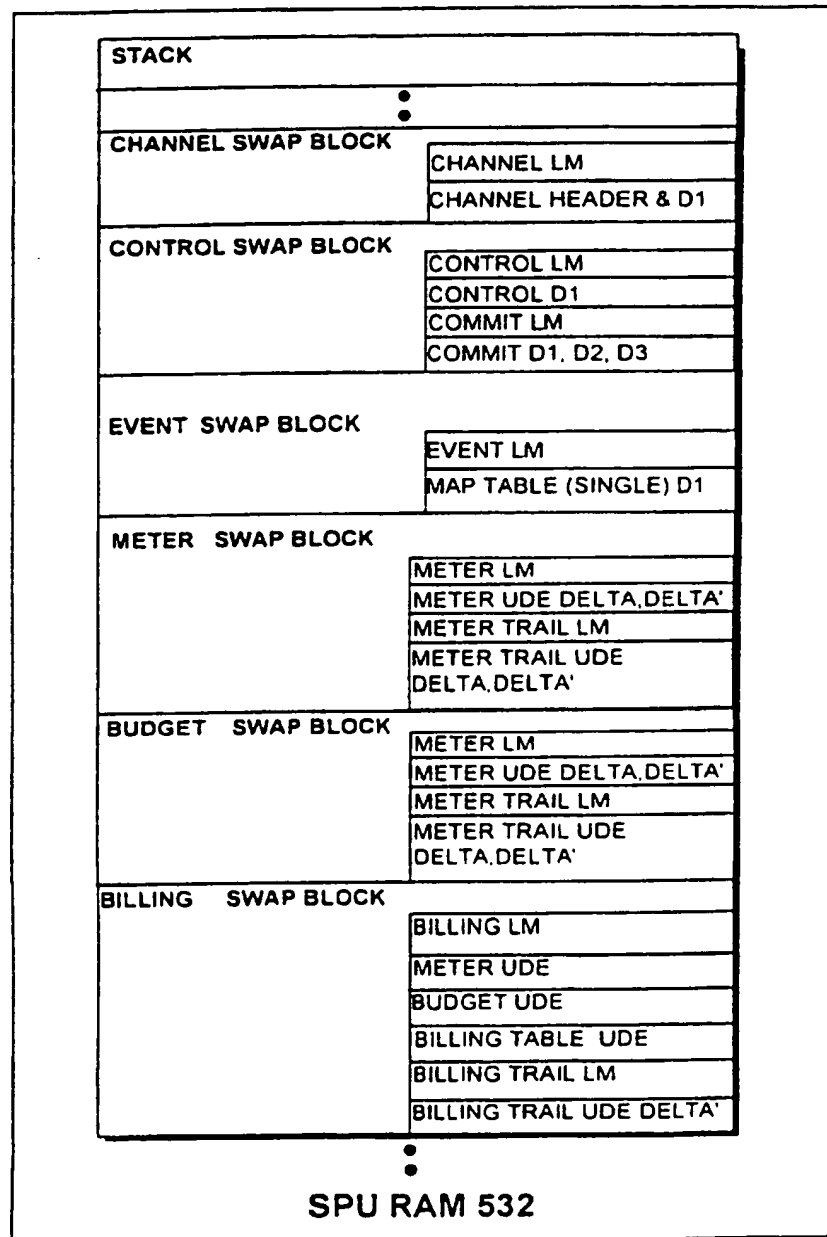 STACK
CHANNEL SWAP BLOCK
CHANNEL LM
CHANNEL HEADER & D1
CONTROL SWAP BLOCK
CONTROL LM
CONTROL D1
COMMIT LM
COMMIT D1, D2, D3
EVENT SWAP BLOCK
EVENT LM
MAP TABLE (SINGLE) D1
METER SWAP BLOCK
METER LM
METER UDE DELTA,DELTA'
METER TRAIL LM
METER TRAIL UDE
DELTA,DELTA'
BUDGET SWAP BLOCK
METER LM
METER UDE DELTA,DELTA'
METER TRAIL LM
METER TRAIL UDE
DELTA,DELTA'
BILLING SWAP BLOCK
BILLING LM
METER UDE
BUDGET UDE
BILLING TABLE UDE
BILLING TRAIL LM
BILLING TRAIL UDE DELTA'
SPU RAM 532